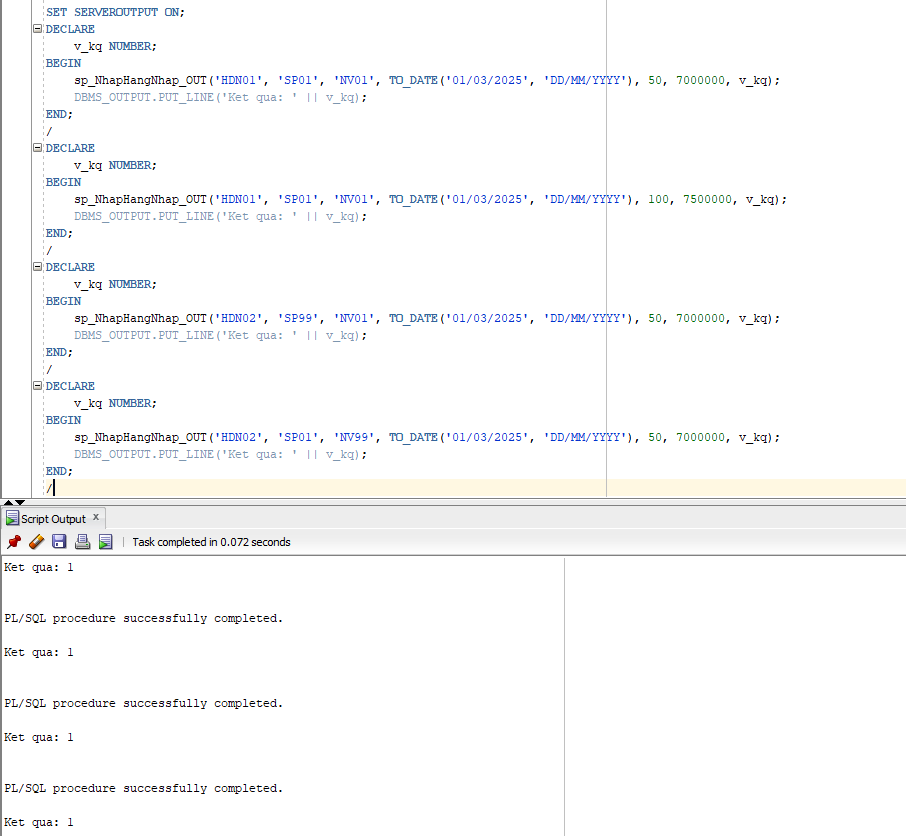 SET SERVEROUTPUT ON;
DECLARE
    v_kq NUMBER;
BEGIN
    sp_NhapHangNhap_OUT('HDN01', 'SP01', 'NV01', TO_DATE('01/03/2025', 'DD/MM/YYYY'), 50, 7000000, v_kq);
    DBMS_OUTPUT.PUT_LINE('Ket qua: ' || v_kq);
END;
/
DECLARE
    v_kq NUMBER;
BEGIN
    sp_NhapHangNhap_OUT('HDN01', 'SP01', 'NV01', TO_DATE('01/03/2025', 'DD/MM/YYYY'), 100, 7500000, v_kq);
    DBMS_OUTPUT.PUT_LINE('Ket qua: ' || v_kq);
END;
/
DECLARE
    v_kq NUMBER;
BEGIN
    sp_NhapHangNhap_OUT('HDN02', 'SP99', 'NV01', TO_DATE('01/03/2025', 'DD/MM/YYYY'), 50, 7000000, v_kq);
    DBMS_OUTPUT.PUT_LINE('Ket qua: ' || v_kq);
END;
/
DECLARE
    v_kq NUMBER;
BEGIN
    sp_NhapHangNhap_OUT('HDN02', 'SP01', 'NV99', TO_DATE('01/03/2025', 'DD/MM/YYYY'), 50, 7000000, v_kq);
    DBMS_OUTPUT.PUT_LINE('Ket qua: ' || v_kq);
END;
/
Script Output x
Task completed in 0.072 seconds
Ket qua: 1
PL/SQL procedure successfully completed.
Ket qua: 1
PL/SQL procedure successfully completed.
Ket qua: 1
PL/SQL procedure successfully completed.
Ket qua: 1